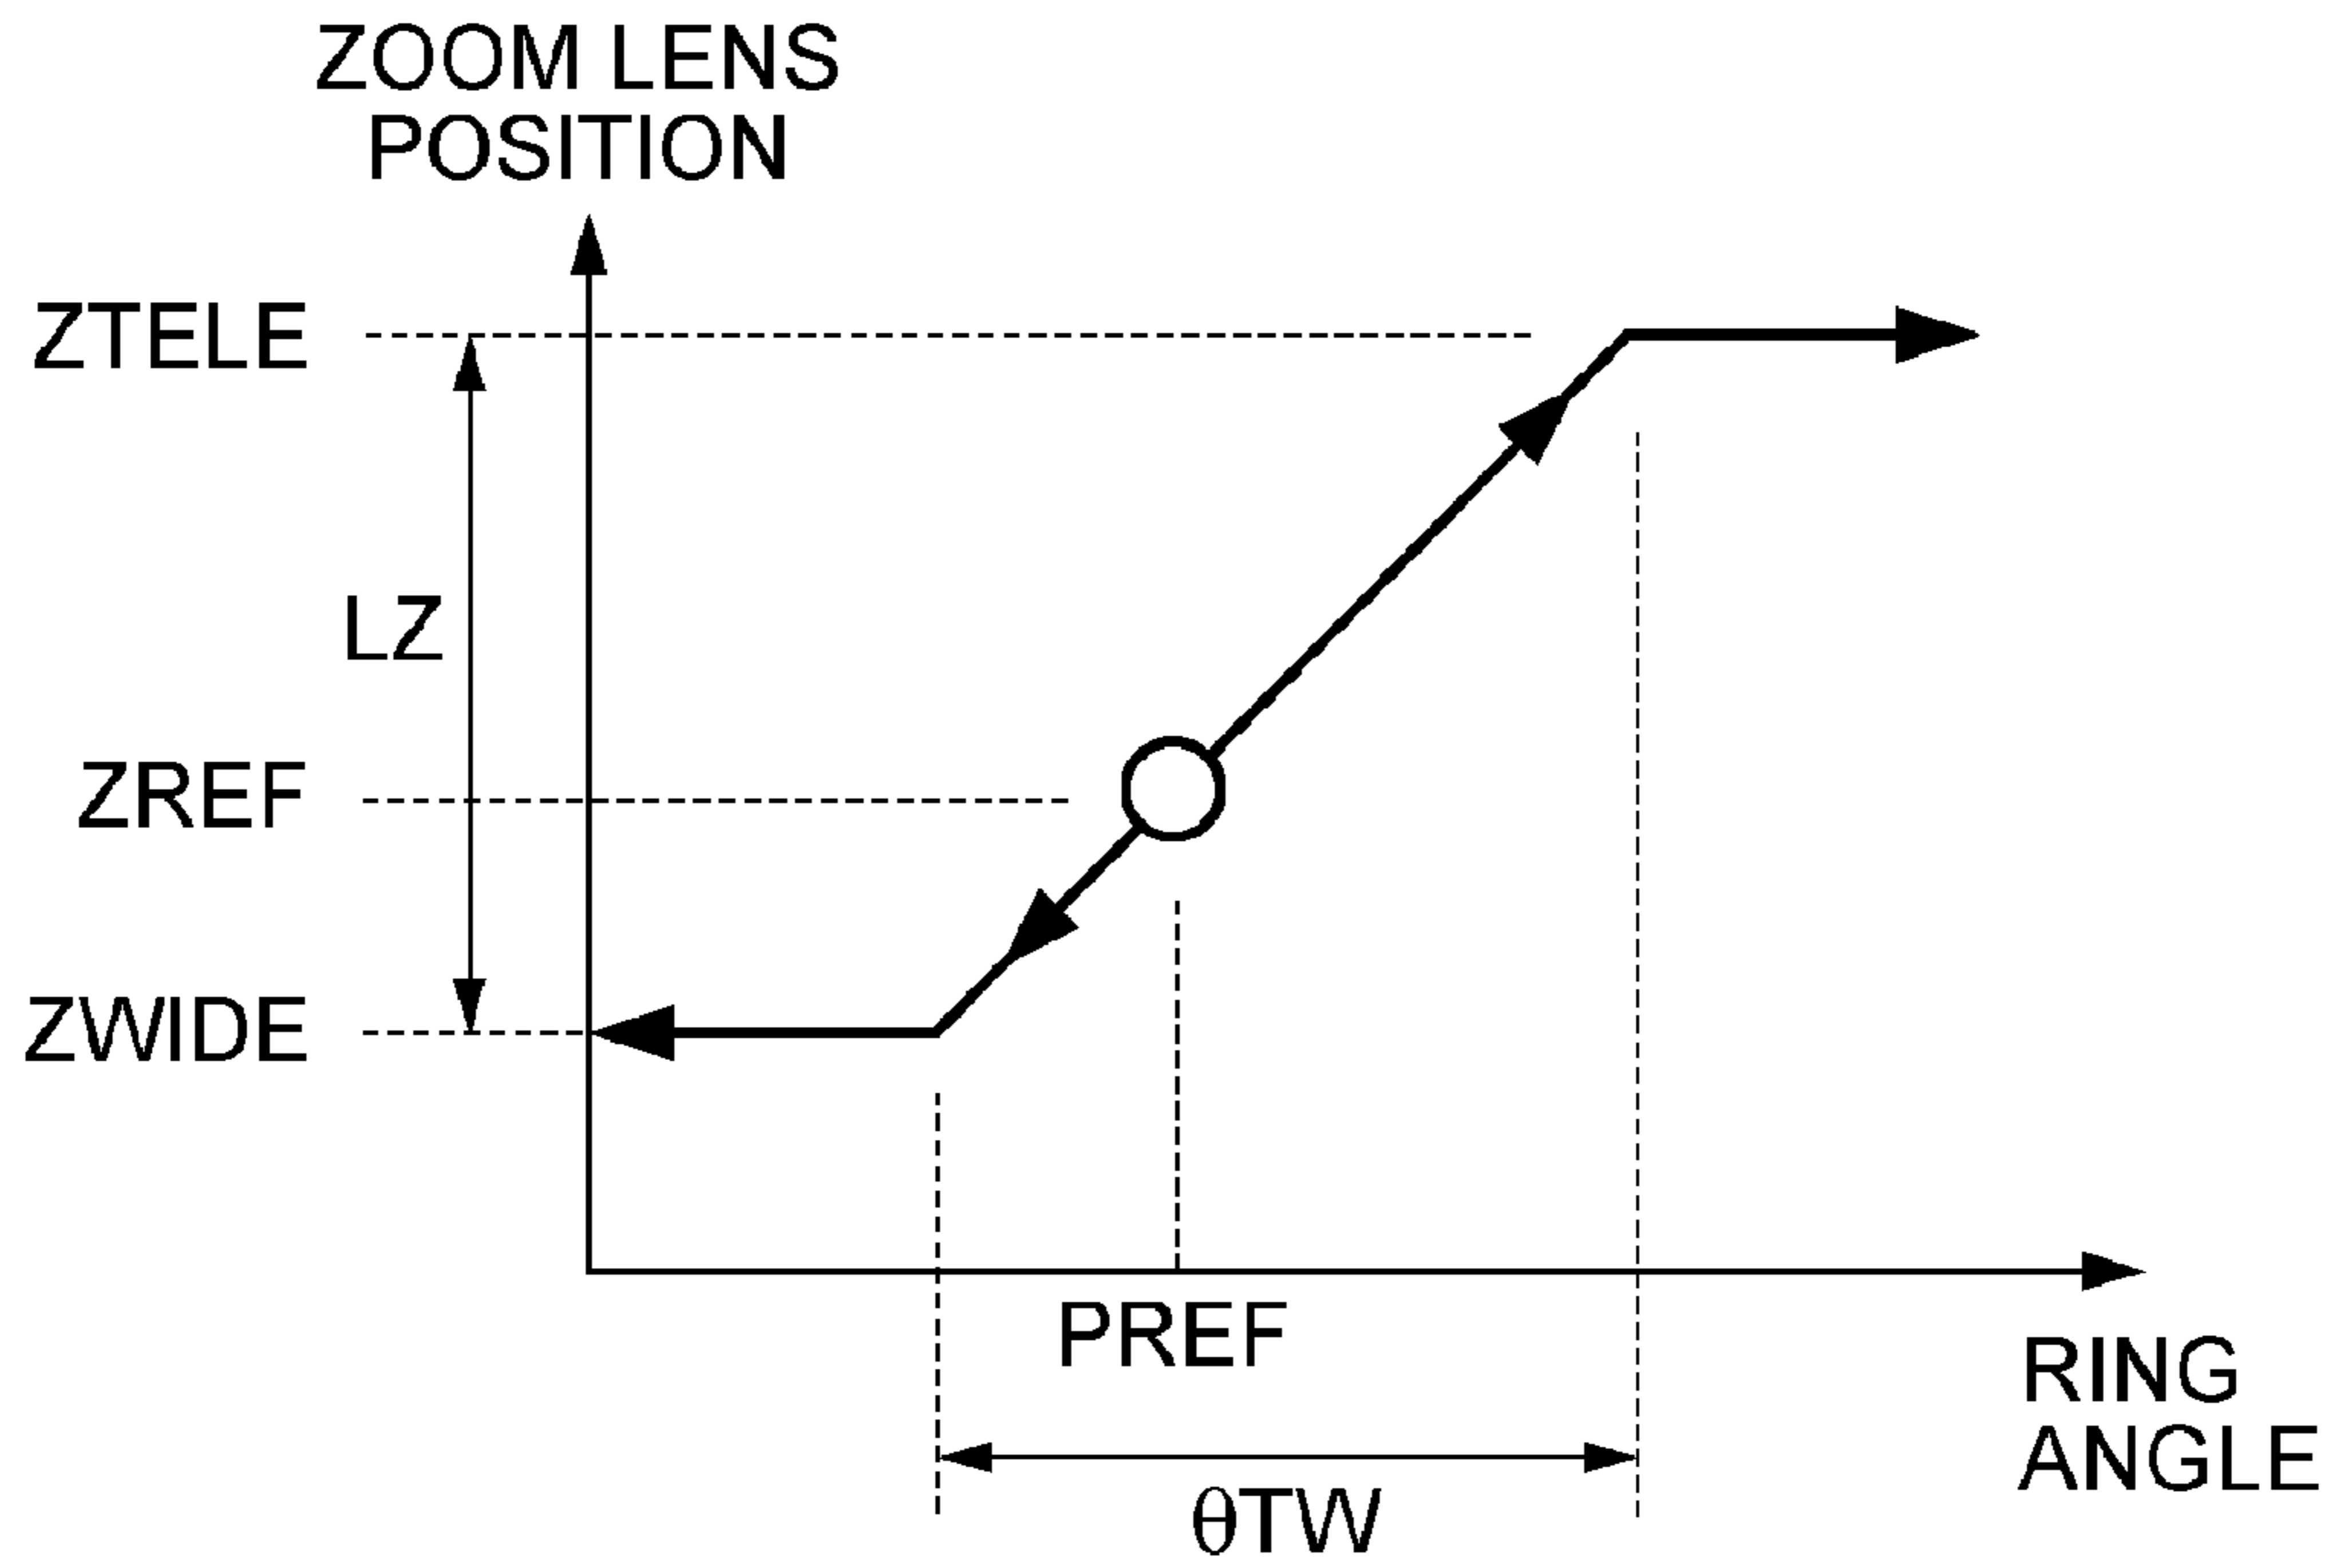 ZOOM LENS
POSITION
ZTELE
LZ
ZREF
ZWIDE
PREF
RING
ANGLE
θTW